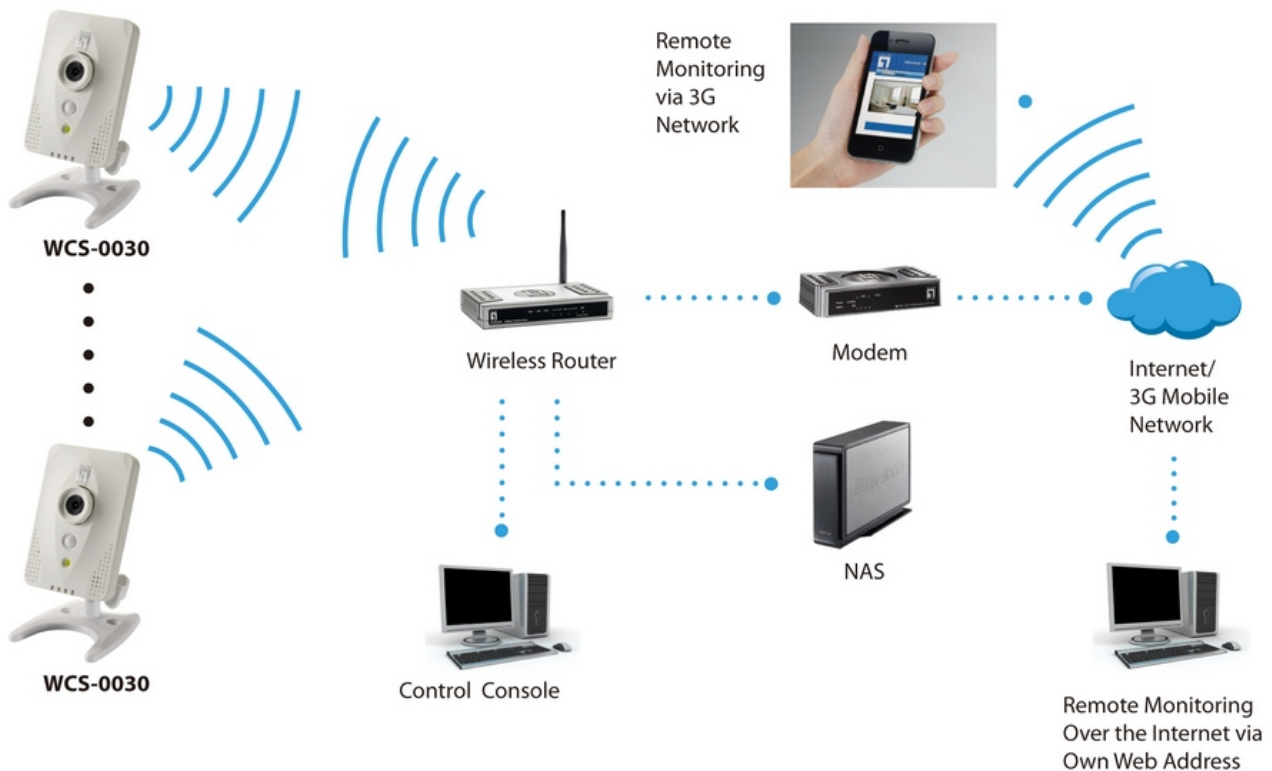 Remote
Monitoring
via 3G
Network
WCS-0030
Wireless Router
Modem
Internet/
3G Mobile
Network
WCS-0030
Control Console
NAS
Remote Monitoring
Over the Internet via
Own Web Address